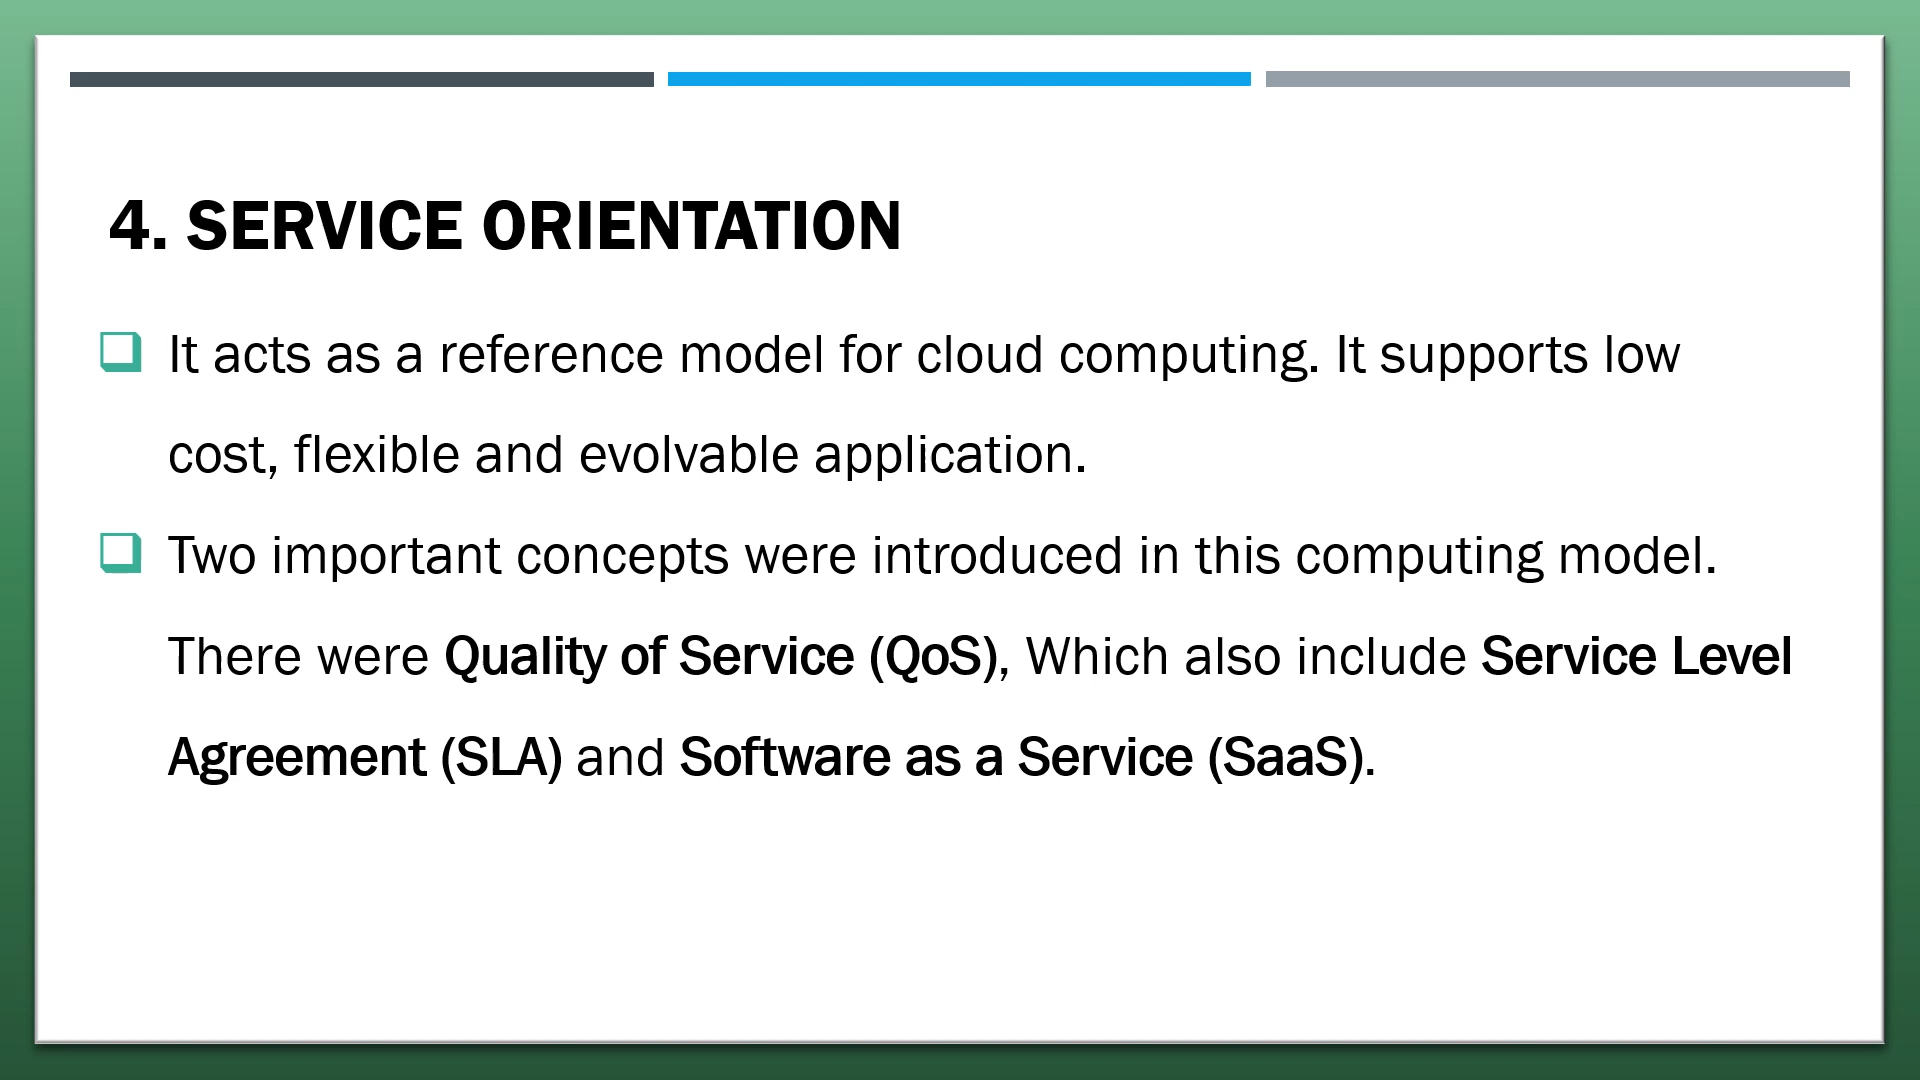 4. SERVICE ORIENTATION
It acts as a reference model for cloud computing. It supports low
cost, flexible and evolvable application.
Two important concepts were introduced in this computing model.
There were Quality of Service (QoS), Which also include Service Level
Agreement (SLA) and Software as a Service (SaaS).